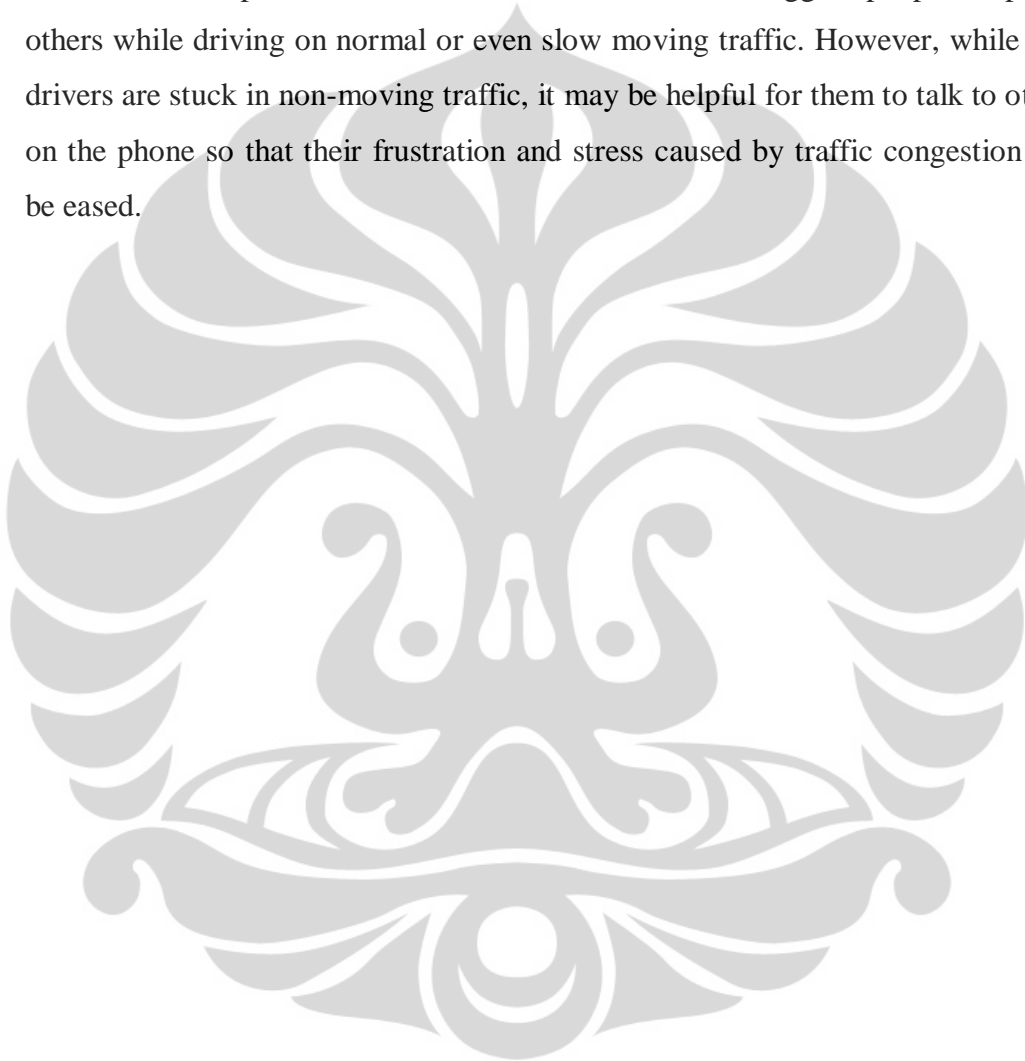 others while driving on normal or even slow moving traffic. However, while
drivers are stuck in non-moving traffic, it may be helpful for them to talk to
on the phone so that their frustration and stress caused by traffic congestion
be eased.